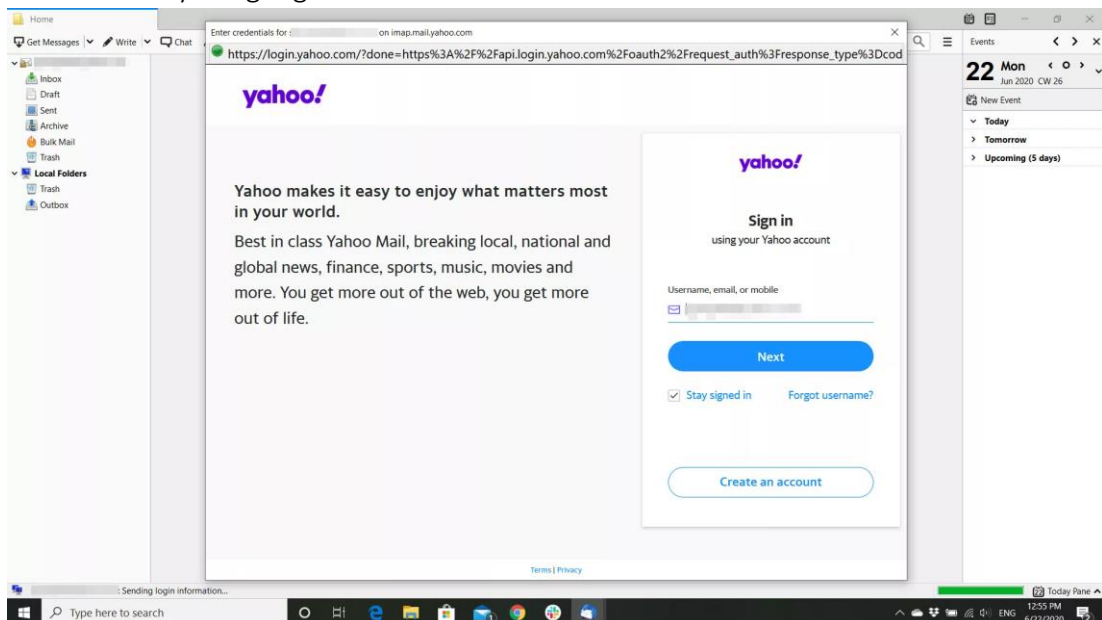 Home
Get Messages
Write
Chat
Enter credentials for :
on imap.mail.yahoo.com
https://login.yahoo.com/?done=https%3A%2F%2Fapi.login.yahoo.com%2Foauth2%2Frequest_auth%3Fresponse_type%3Dcod
Events
Inbox
Draft
Sent
Archive
Bulk Mail
Trash
Local Folders
Trash
Outbox
yahoo!
Yahoo makes it easy to enjoy what matters most
in your world.
Best in class Yahoo Mail, breaking local, national and
global news, finance, sports, music, movies and
more. You get more out of the web, you get more
out of life.
yahoo!
Sign in
using your Yahoo account
Username, email, or mobile
Next
Stay signed in
Forgot username?
Create an account
Terms | Privacy
22 Mon
Jun 2020 CW 26
New Event
Today
Tomorrow
Upcoming (5 days)
: Sending login information...
22 Today Pane
Type here to search
ENG
12:55 PM
6/22/2020